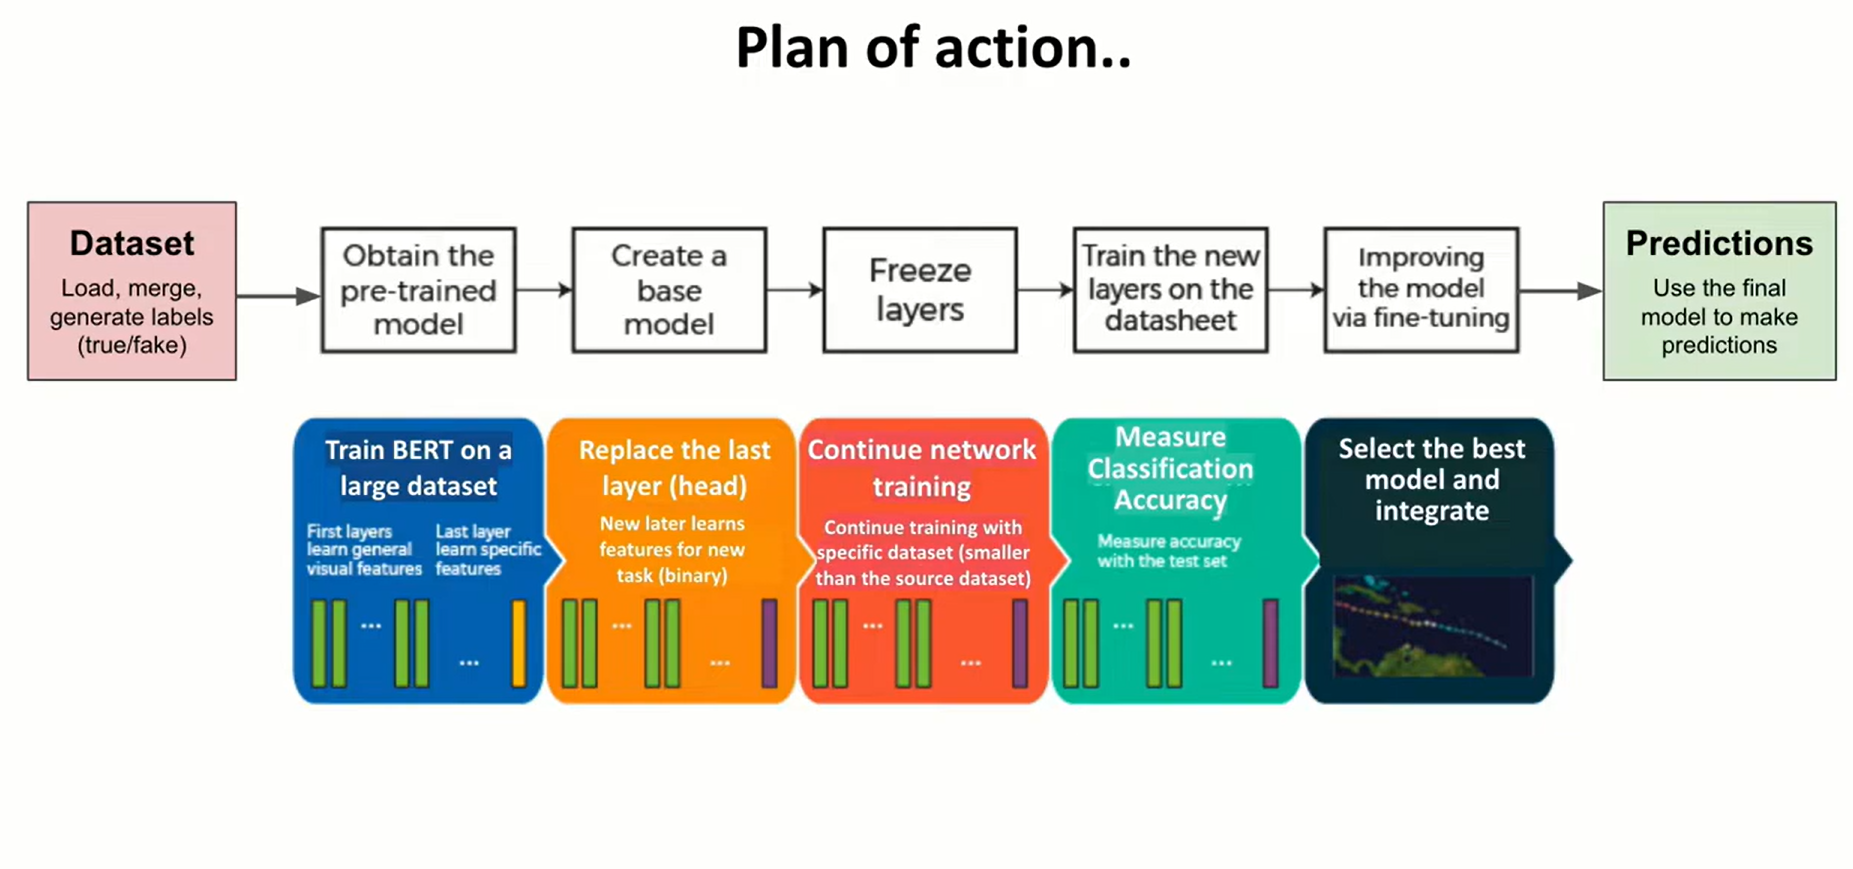 Plan of action..
Dataset
Load, merge,
generate labels
(true/fake)
Obtain the
pre-trained
model
Create a
base
model
Freeze
layers
Train the new
layers on the
datasheet
Improving
the model
via fine-tuning
Predictions
Use the final
model to make
predictions
Train BERT on a
large dataset
First layers
learn general
visual features
Last layer
learn specific
features
...
...
Replace the last
layer (head)
New later learns
features for new
task (binary)
...
...
Continue network
training
Continue training with
specific dataset (smaller
than the source dataset)
...
...
Measure
Classification
Accuracy
Measure accuracy
with the test set
...
...
Select the best
model and
integrate